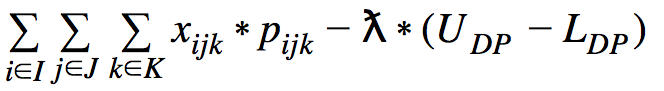 ∑_{i∈I} ∑_{j∈J} ∑_{k∈K} x_{ijk} * p_{ijk} − ƛ * (U_{DP} − L_{DP})